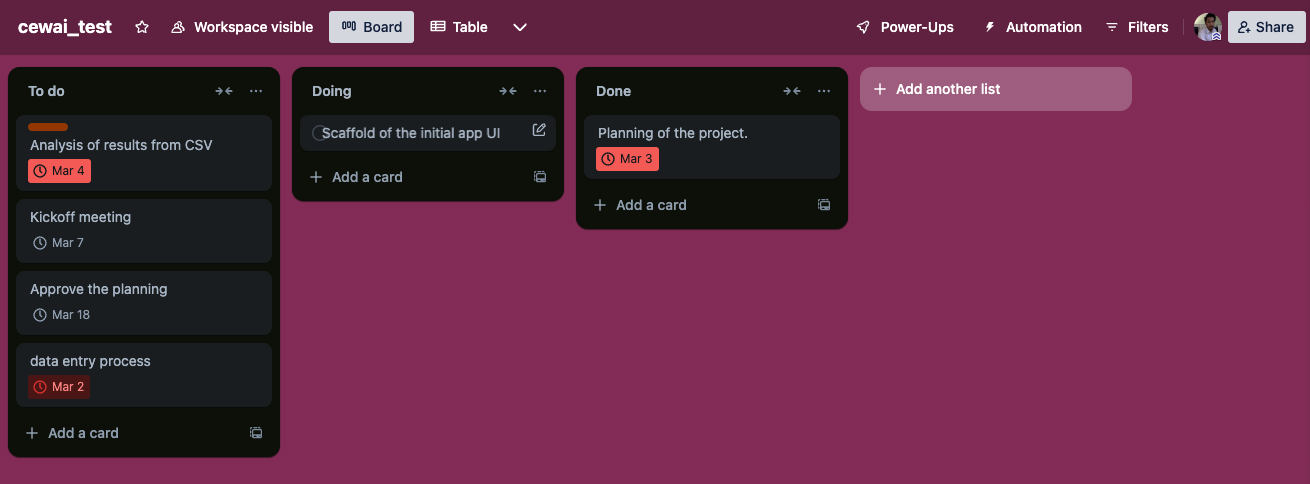 cewai_test
Workspace visible
Board
Table
Power-Ups
Automation
Filters
Share
To do
Analysis of results from CSV
Mar 4
Kickoff meeting
Mar 7
Approve the planning
Mar 18
data entry process
Mar 2
Add a card
Doing
Scaffold of the initial app UI
Add a card
Done
Planning of the project.
Mar 3
Add a card
Add another list